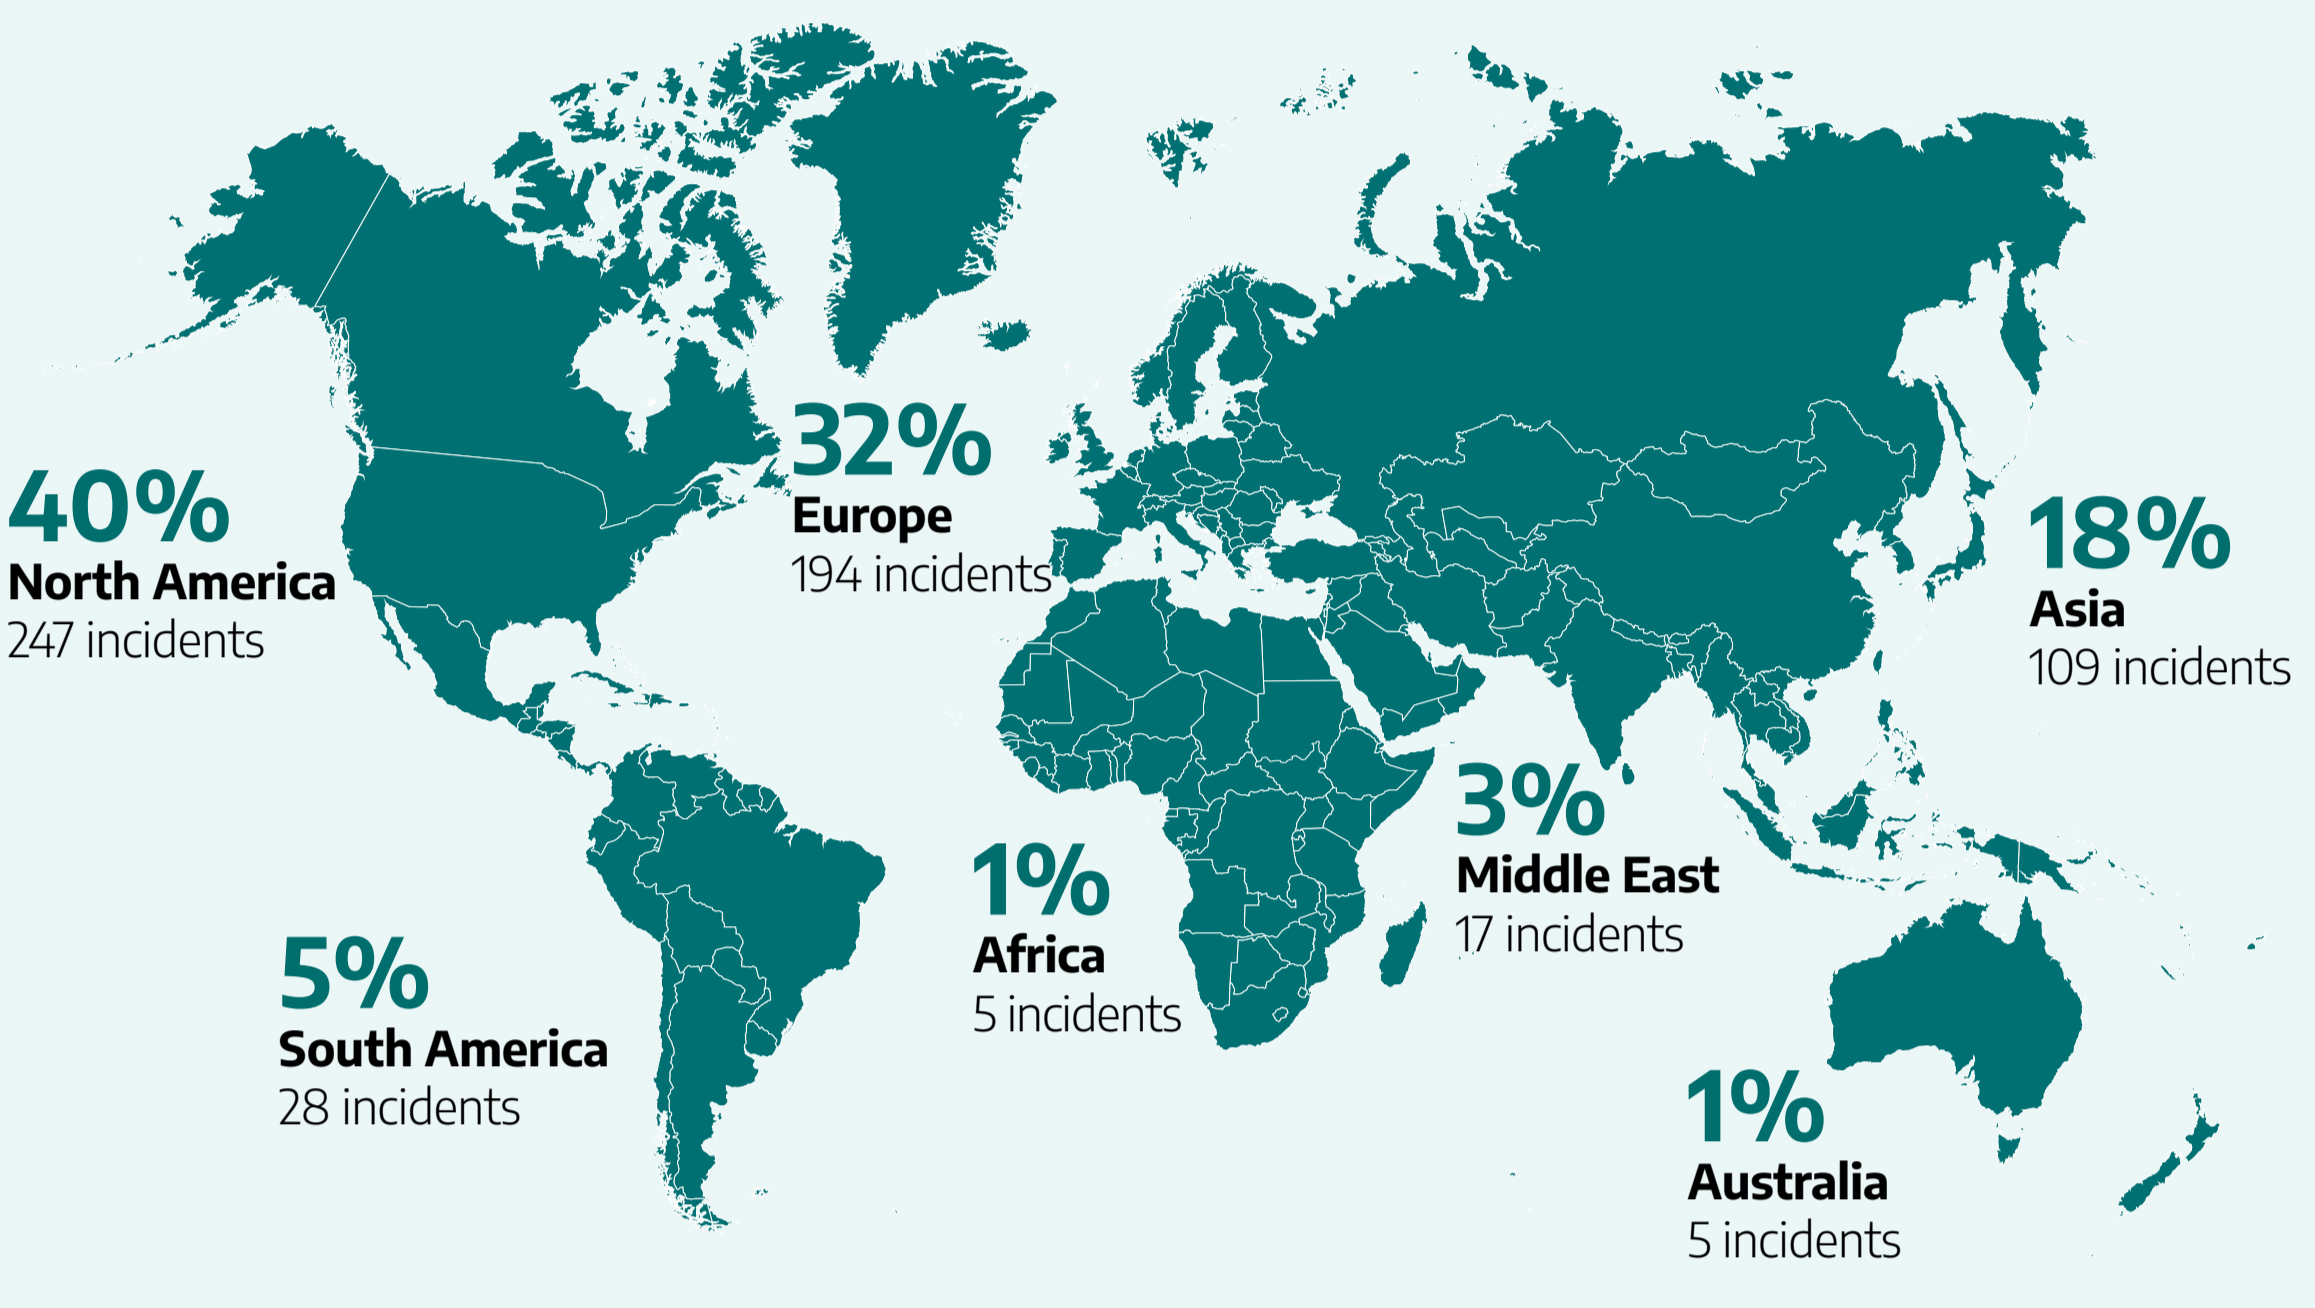 40%
North America
247 incidents
32%
Europe
194 incidents
18%
Asia
109 incidents
5%
South America
28 incidents
1%
Africa
5 incidents
3%
Middle East
17 incidents
1%
Australia
5 incidents